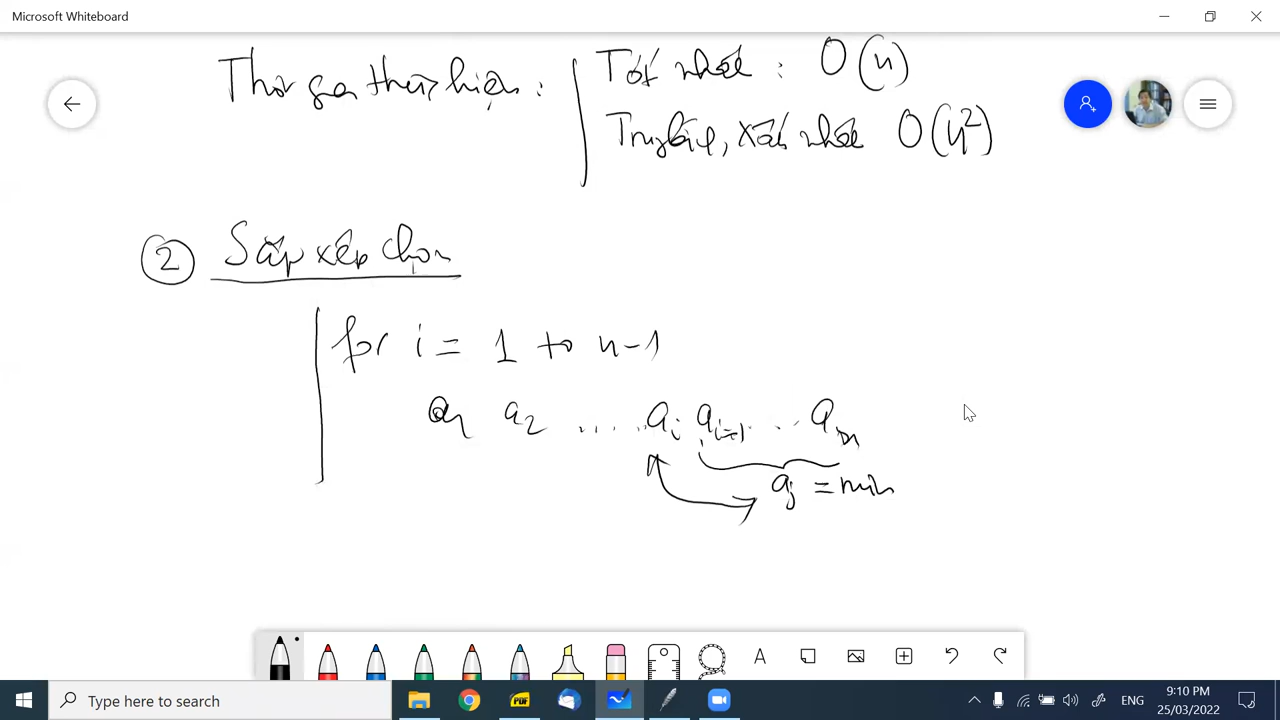 Microsoft Whiteboard
Thời gian thực hiện :
Tốt nhất : O(n)
Trung bình, xấu nhất O(n²)
② Sắp xếp chọn
for i = 1 to n-1
a₁ a₂ ..... aᵢ aᵢ₊₁ ... aₙ
aⱼ = min
Type here to search
ENG
9:10 PM
25/03/2022